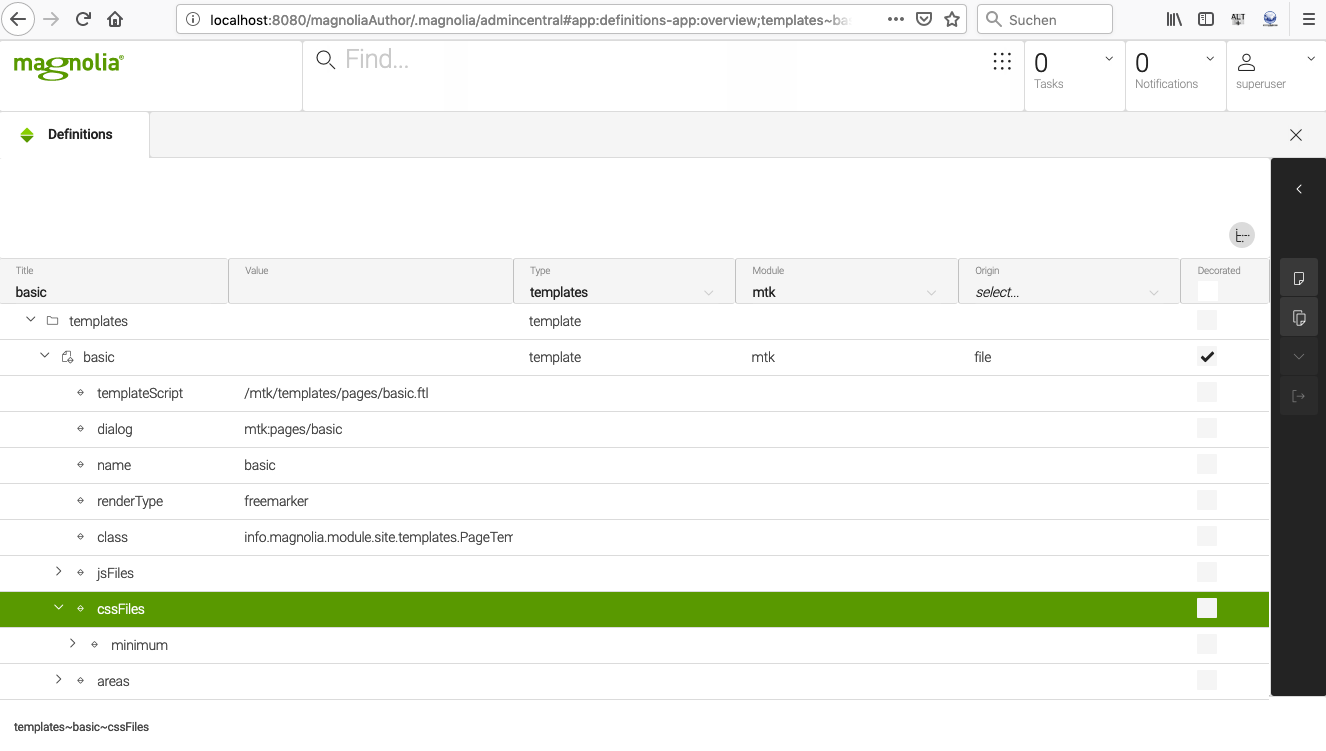 localhost:8080/magnoliaAuthor/.magnolia/admincentral#app:definitions-app:overview;templates~ba
Suchen
ALT
magnolia®
Find...
0
Tasks
0
Notifications
superuser
Definitions
Title Value Type Module Origin Decorated
basic templates mtk select...
templates template
basic template mtk file
templateScript /mtk/templates/pages/basic.ftl
dialog mtk:pages/basic
name basic
renderType freemarker
class info.magnolia.module.site.templates.PageTem
jsFiles
cssFiles
minimum
areas
templates~basic~cssFiles